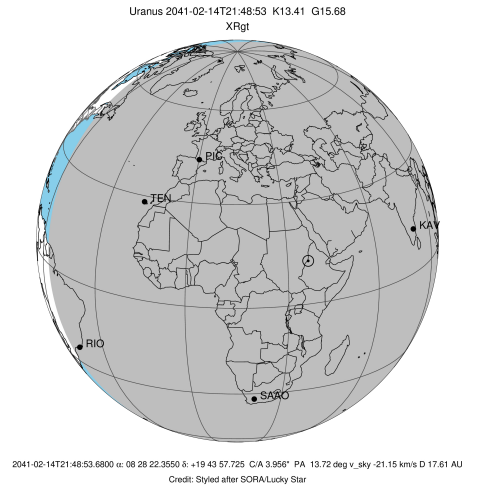 Uranus 2041-02-14T21:48:53 K13.41 G15.68
XRgt
PIC
TEN
KAV
RIO
SAAO
2041-02-14T21:48:53.6800 α: 08 28 22.3550 δ: +19 43 57.725 C/A 3.956" PA 13.72 deg v_sky -21.15 km/s D 17.61 AU
Credit: Styled after SORA/Lucky Star